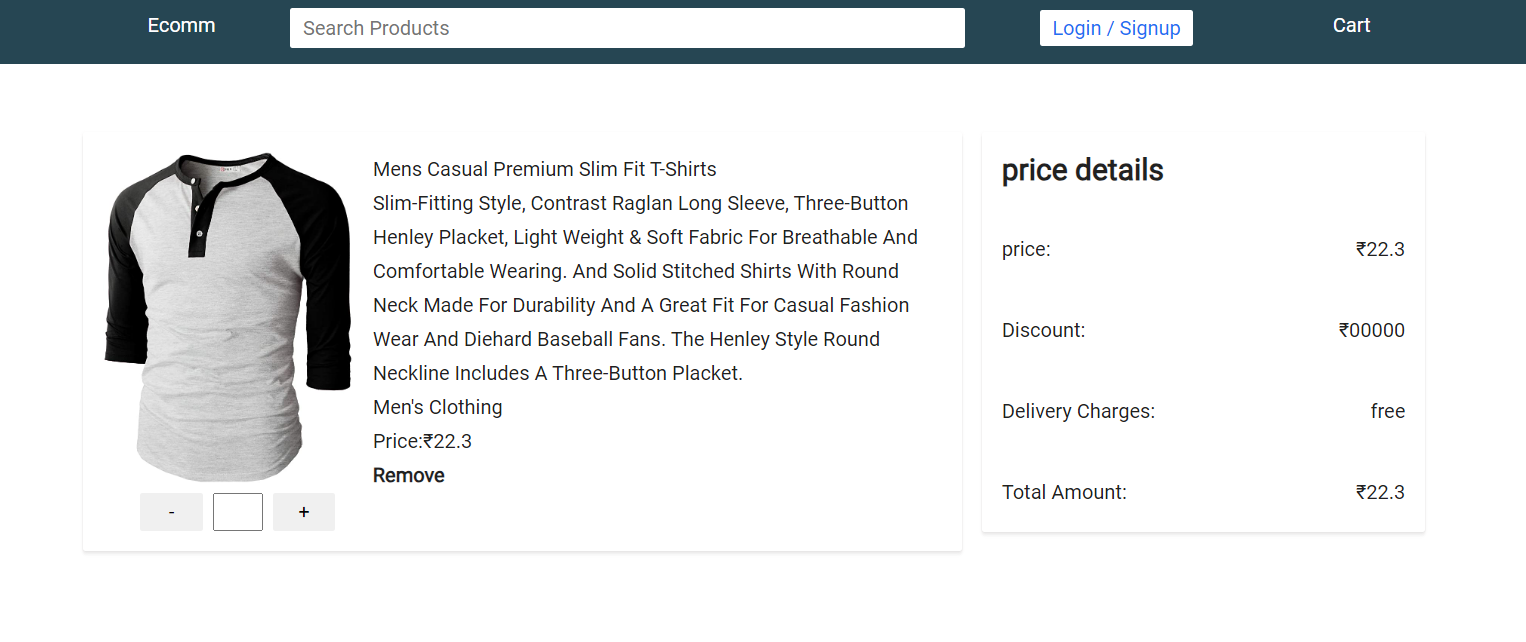 Ecomm
Search Products
Login / Signup
Cart
Mens Casual Premium Slim Fit T-Shirts
Slim-Fitting Style, Contrast Raglan Long Sleeve, Three-Button
Henley Placket, Light Weight & Soft Fabric For Breathable And
Comfortable Wearing. And Solid Stitched Shirts With Round
Neck Made For Durability And A Great Fit For Casual Fashion
Wear And Diehard Baseball Fans. The Henley Style Round
Neckline Includes A Three-Button Placket.
Men's Clothing
Price:₹22.3
Remove
-
+
price details
price: ₹22.3
Discount: ₹00000
Delivery Charges: free
Total Amount: ₹22.3